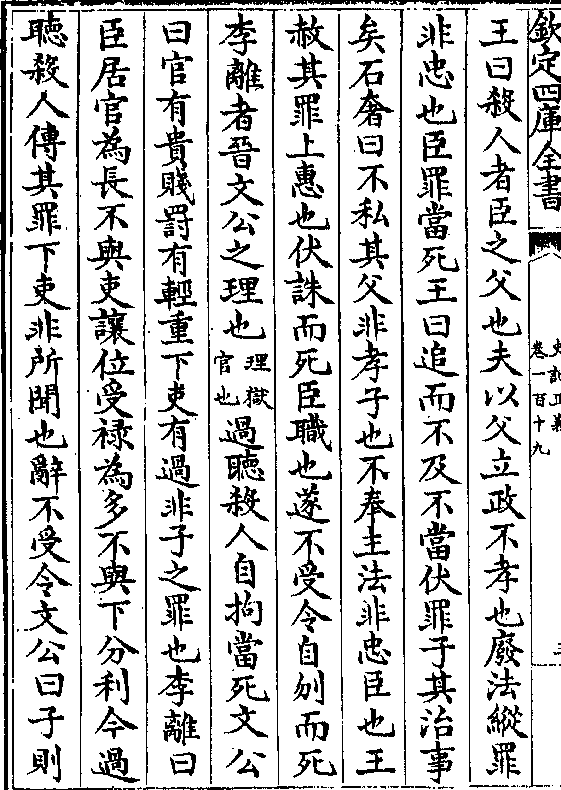 欽定四庫全書
史記正義
卷一百十九
王曰殺人者臣之父也夫以父立政不孝也廢法縱罪
非忠也臣罪當死王曰追而不及不當伏罪子其治事
矣石奢曰不私其父非孝子也不奉主法非忠臣也王
赦其罪上惠也伏誅而死臣職也遂不受令自刎而死
李離者晉文公之理也理獄官也過聽殺人自拘當死文公
曰官有貴賤罸有輕重下吏有過非子之罪也李離曰
臣居官為長不與吏讓位受禄為多不與下分利今過
聽殺人傳其罪下吏非所聞也辭不受令文公曰子則